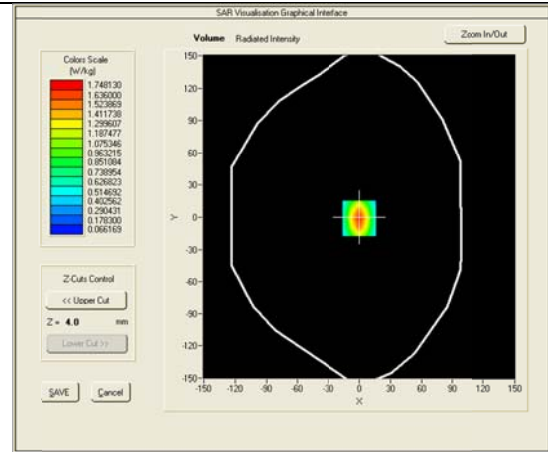 SAR Visualisation Graphical Interface
Volume Radiated Intensity
Zoom In/Out
Colors Scale
(W/kg)
1.748130
1.636000
1.523869
1.411738
1.299607
1.187477
1.075346
0.963215
0.851084
0.738954
0.626823
0.514692
0.402562
0.290431
0.178300
0.066169
Z-Cuts Control
<< Upper Cut
Z = 4.0 mm
Lower Cut >>
SAVE Cancel
150
120
90
60
30
0
-30
-60
-90
-120
-150
Y
-150 -120 -90 -60 -30 0 30 60 90 120 150
X